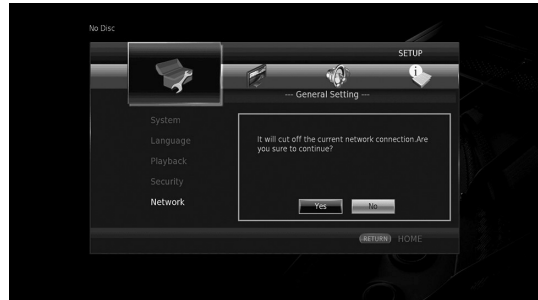 No Disc
SETUP
--- General Setting ---
System
Language
Playback
Security
Network
It will cut off the current network connection.Are
you sure to continue?
Yes
No
RETURN HOME